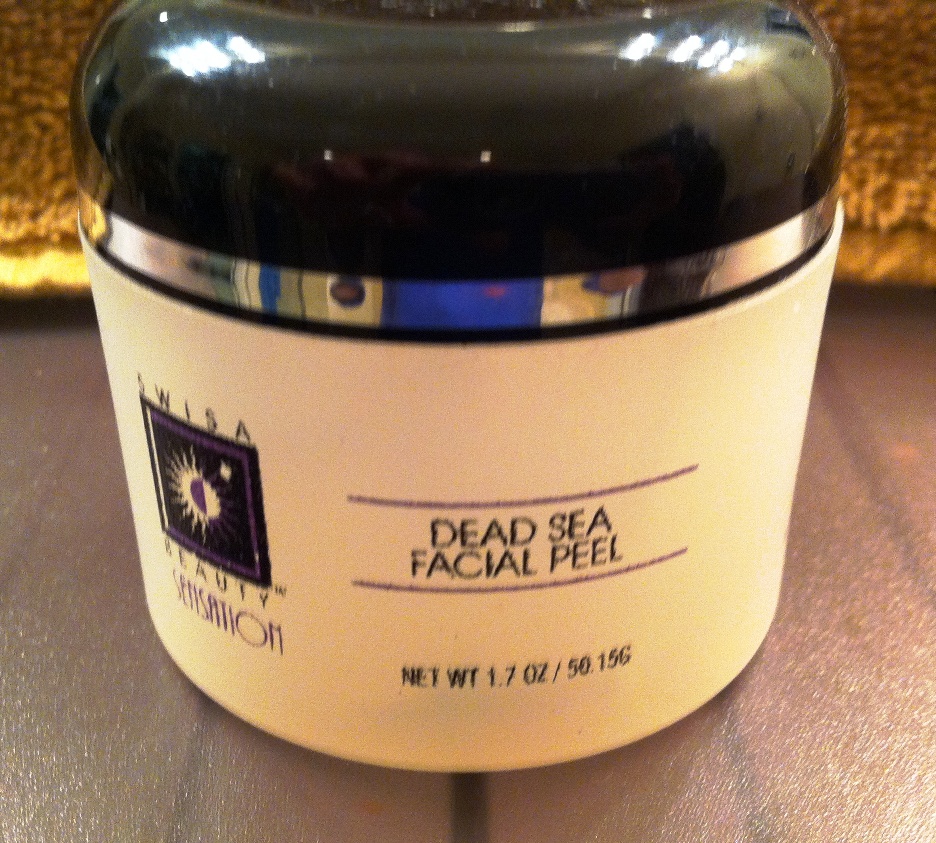 SWISA
BEAUTY™
SENSATION
DEAD SEA
FACIAL PEEL
NET WT 1.7 OZ / 50.15G